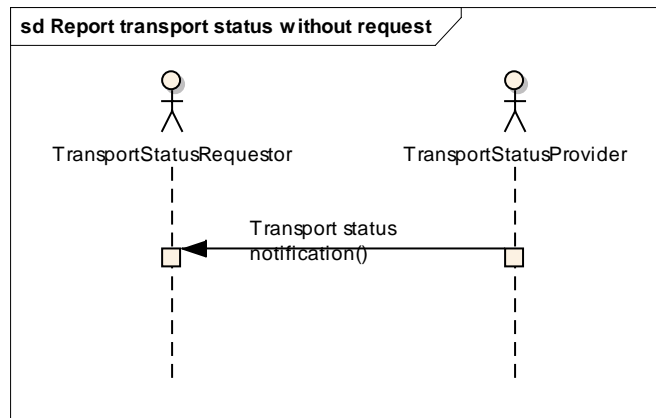 sd Report transport status without request
TransportStatusRequestor
TransportStatusProvider
Transport status
notification()